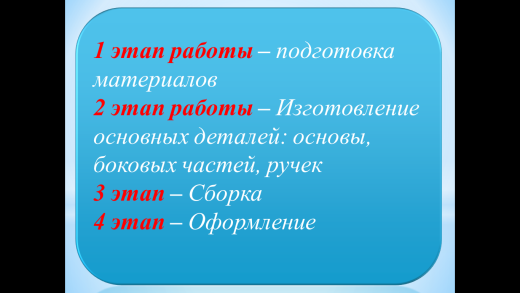 1 этап работы – подготовка
материалов
2 этап работы – Изготовление
основных деталей: основы,
боковых частей, ручек
3 этап – Сборка
4 этап – Оформление